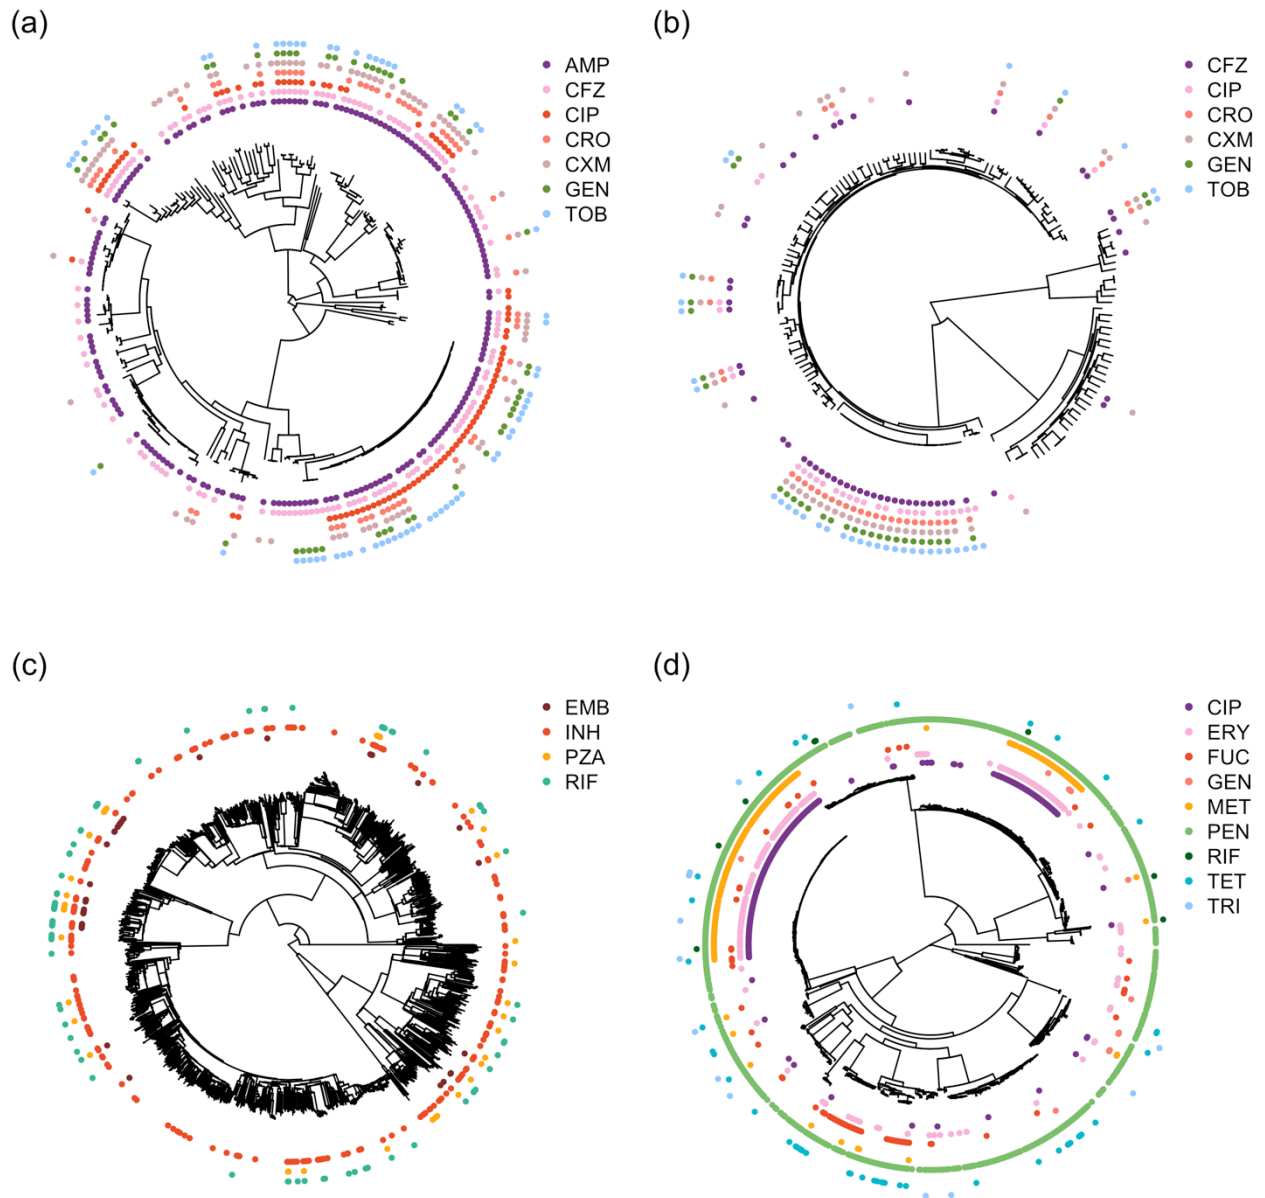 (a)
AMP
CFZ
CIP
CRO
CXM
GEN
TOB
(b)
CFZ
CIP
CRO
CXM
GEN
TOB
(c)
EMB
INH
PZA
RIF
(d)
CIP
ERY
FUC
GEN
MET
PEN
RIF
TET
TRI